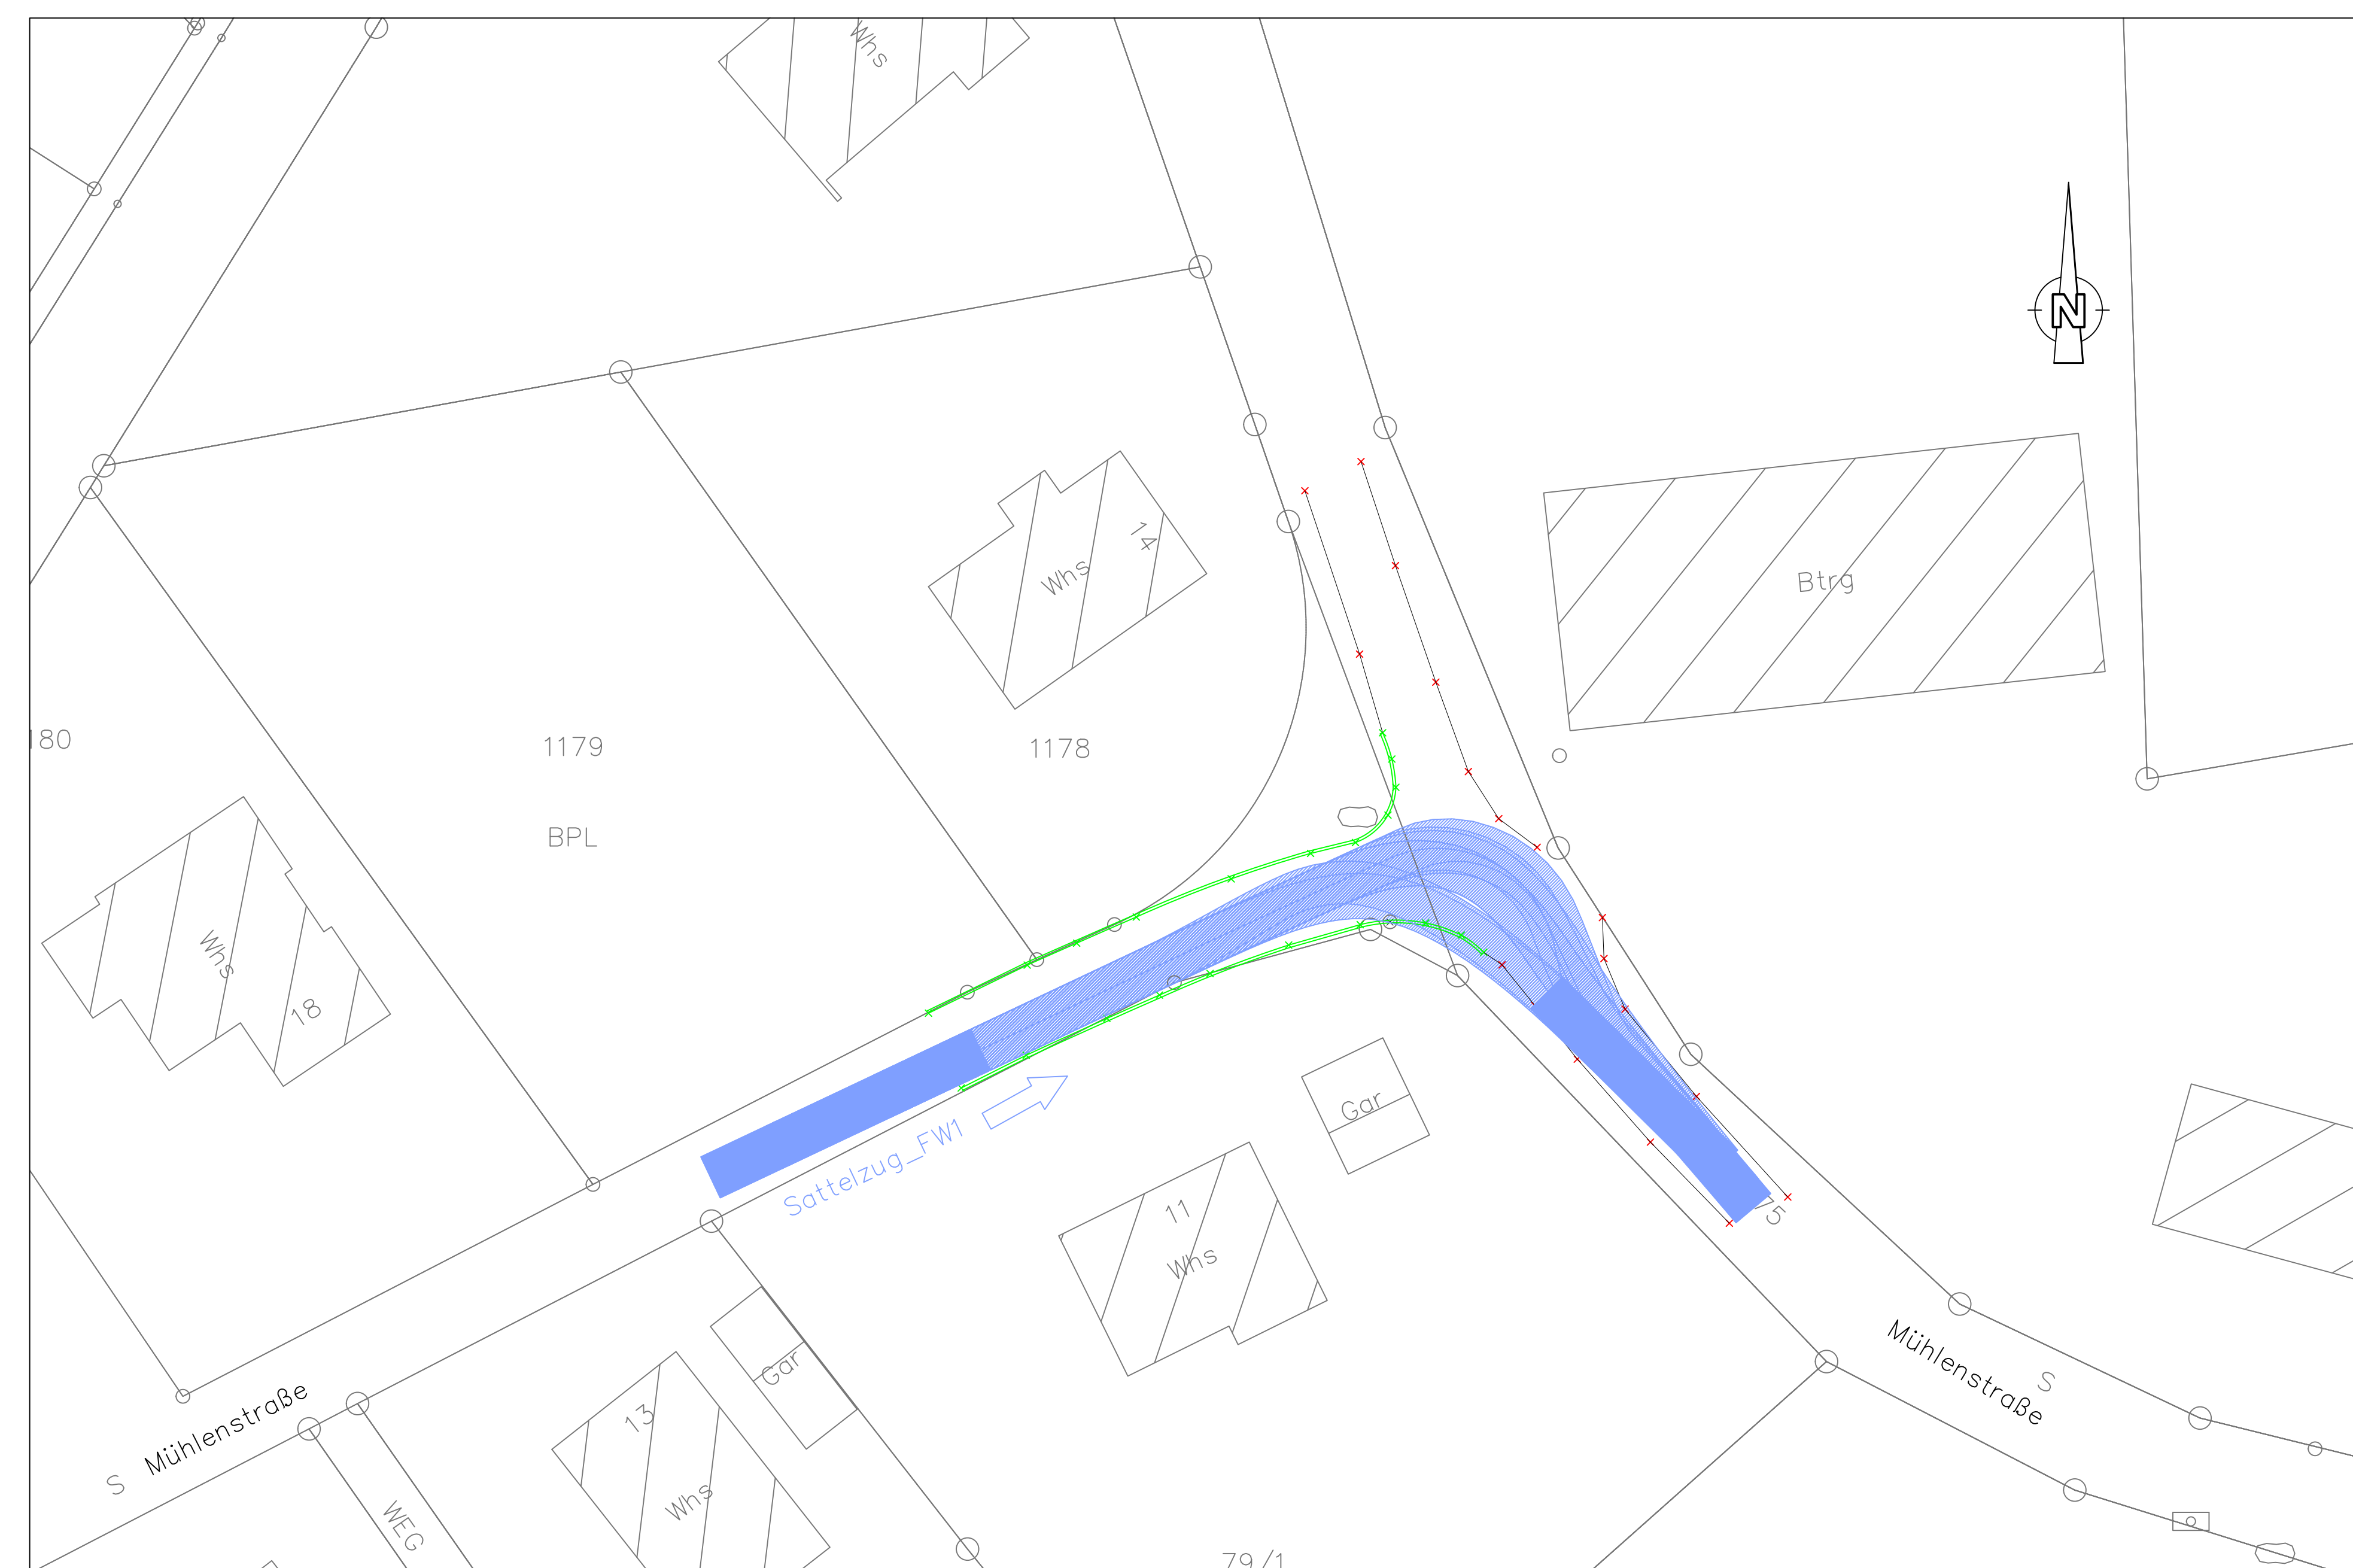 Whs
N
14
Whs
Btrg
1179
1178
180
BPL
Whs
18
Gar
Sattelzug_FW1
11
Whs
Mühlenstraße
S
Gar
Mühlenstraße
S
13
Whs
WEG
79/1